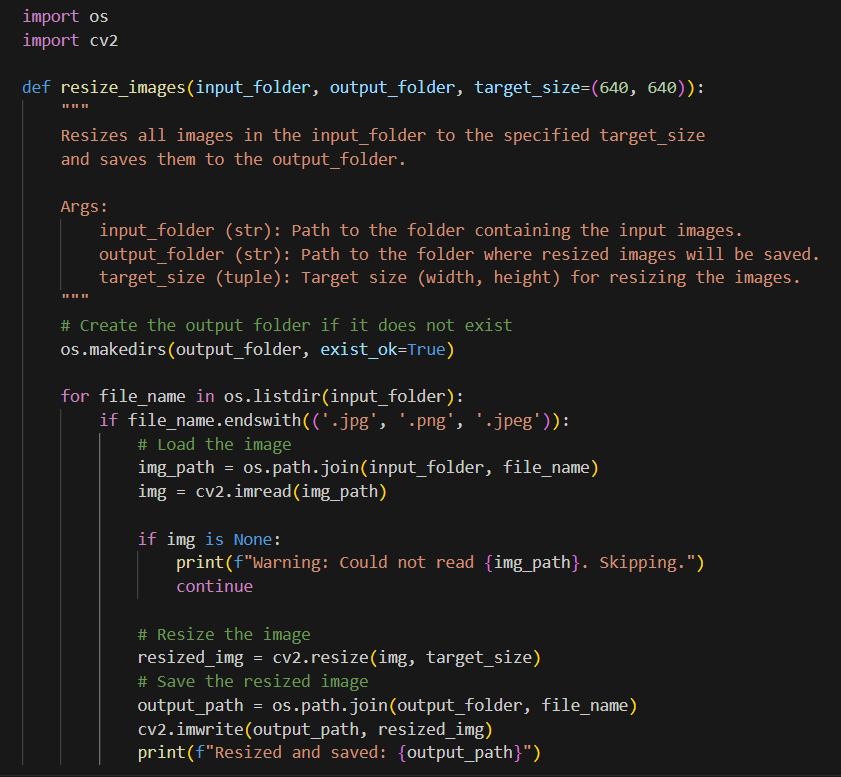 import os
import cv2

def resize_images(input_folder, output_folder, target_size=(640, 640)):
    """
    Resizes all images in the input_folder to the specified target_size
    and saves them to the output_folder.

    Args:
        input_folder (str): Path to the folder containing the input images.
        output_folder (str): Path to the folder where resized images will be saved.
        target_size (tuple): Target size (width, height) for resizing the images.
    """
    # Create the output folder if it does not exist
    os.makedirs(output_folder, exist_ok=True)

    for file_name in os.listdir(input_folder):
        if file_name.endswith(('.jpg', '.png', '.jpeg')):
            # Load the image
            img_path = os.path.join(input_folder, file_name)
            img = cv2.imread(img_path)

            if img is None:
                print(f"Warning: Could not read {img_path}. Skipping.")
                continue

            # Resize the image
            resized_img = cv2.resize(img, target_size)
            # Save the resized image
            output_path = os.path.join(output_folder, file_name)
            cv2.imwrite(output_path, resized_img)
            print(f"Resized and saved: {output_path}")